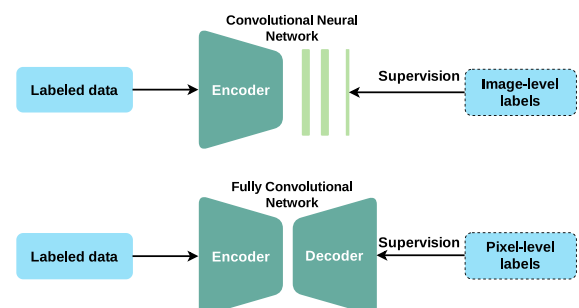 Convolutional Neural
Network
Labeled data
Encoder
Supervision
Image-level
labels
Fully Convolutional
Network
Labeled data
Encoder
Decoder
Supervision
Pixel-level
labels